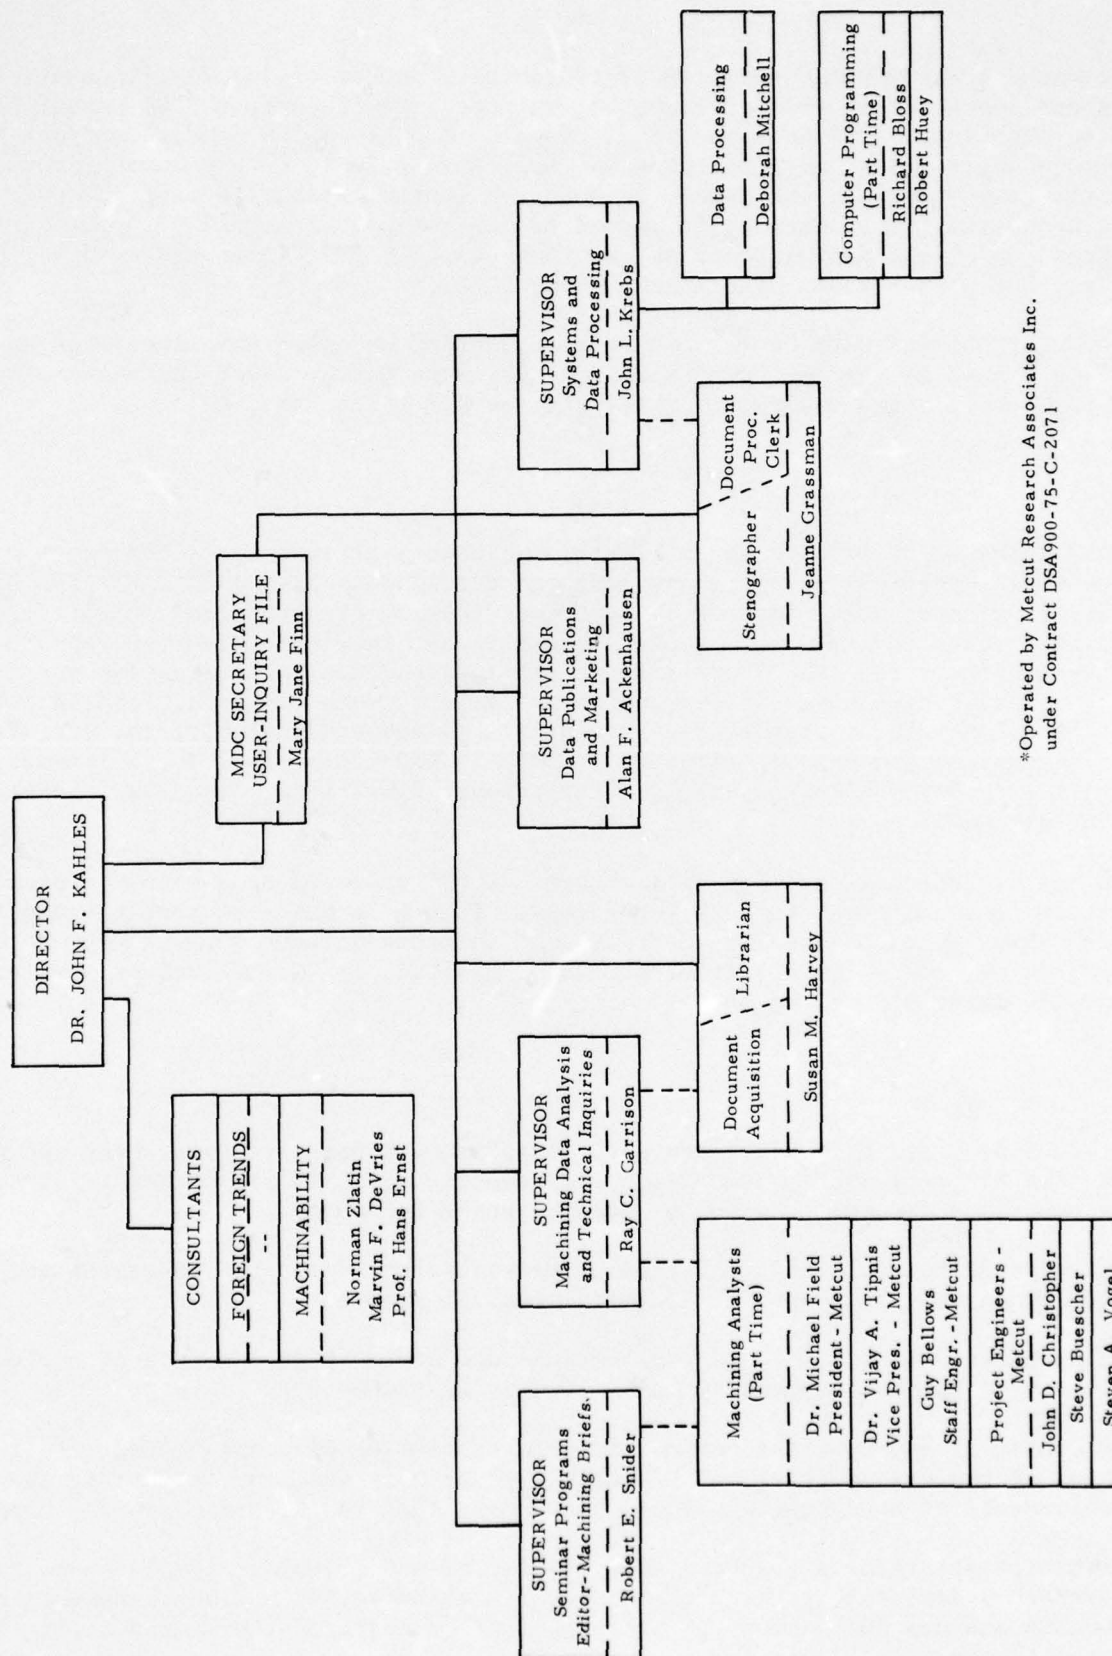 DIRECTOR
DR. JOHN F. KAHLES
CONSULTANTS
FOREIGN TRENDS
--
MACHINABILITY
Norman Zlatin
Marvin F. DeVries
Prof. Hans Ernst
MDC SECRETARY
USER-INQUIRY FILE
Mary Jane Finn
SUPERVISOR
Seminar Programs
Editor-Machining Briefs.
Robert E. Snider
SUPERVISOR
Machining Data Analysis
and Technical Inquiries
Ray C. Garrison
SUPERVISOR
Data Publications
and Marketing
Alan F. Ackenhausen
SUPERVISOR
Systems and
Data Processing
John L. Krebs
Machining Analysts
(Part Time)
Dr. Michael Field
President - Metcut
Dr. Vijay A. Tipnis
Vice Pres. - Metcut
Guy Bellows
Staff Engr. - Metcut
Project Engineers -
Metcut
John D. Christopher
Steve Buescher
Steven A. Vogel
Document
Acquisition
Librarian
Susan M. Harvey
Stenographer
Document
Proc.
Clerk
Jeanne Grassman
Data Processing
Deborah Mitchell
Computer Programming
(Part Time)
Richard Bloss
Robert Huey
*Operated by Metcut Research Associates Inc.
under Contract DSA900-75-C-2071